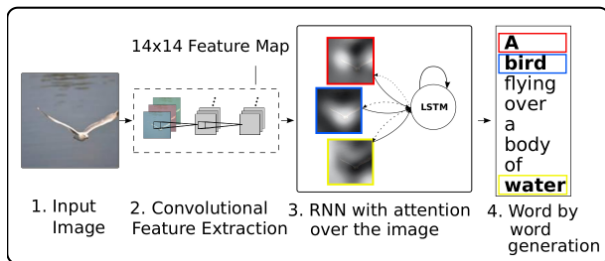 14x14 Feature Map
LSTM
A
bird
flying
over
a
body
of
water
1. Input
Image
2. Convolutional
Feature Extraction
3. RNN with attention
over the image
4. Word by
word
generation